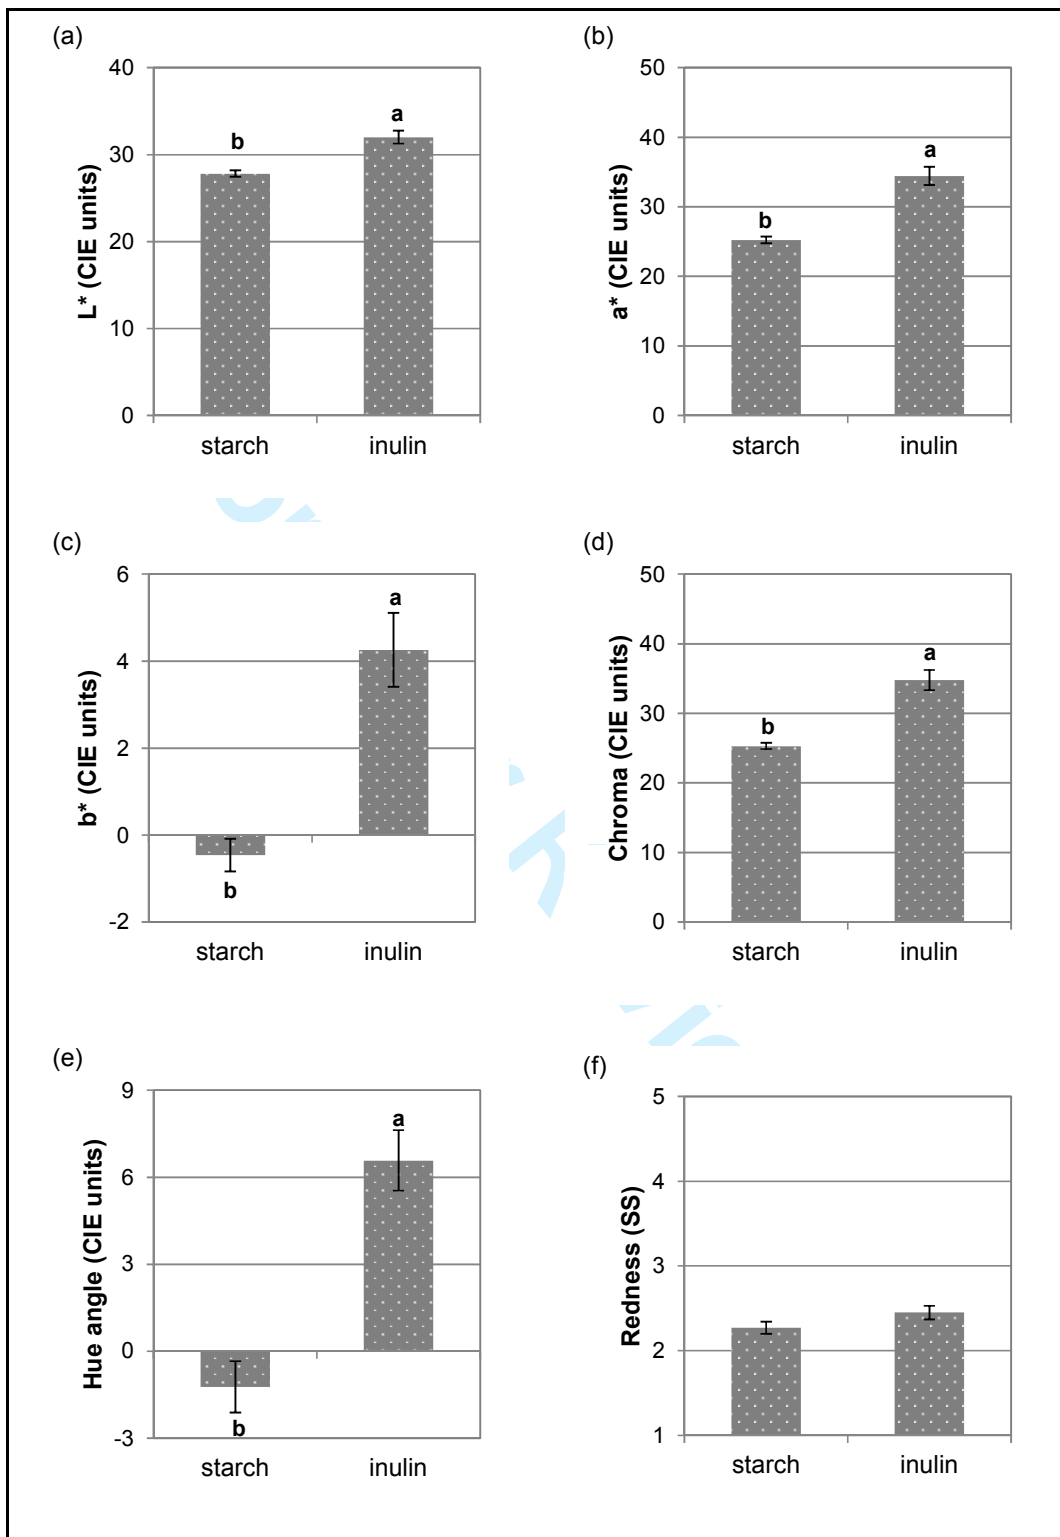 (a)
L* (CIE units)
40
30
20
10
0
b
a
starch inulin
(b)
a* (CIE units)
50
40
30
20
10
0
b
a
starch inulin
(c)
b* (CIE units)
6
4
2
0
-2
b
a
starch inulin
(d)
Chroma (CIE units)
50
40
30
20
10
0
b
a
starch inulin
(e)
Hue angle (CIE units)
9
6
3
0
-3
b
a
starch inulin
(f)
Redness (SS)
5
4
3
2
1
starch inulin